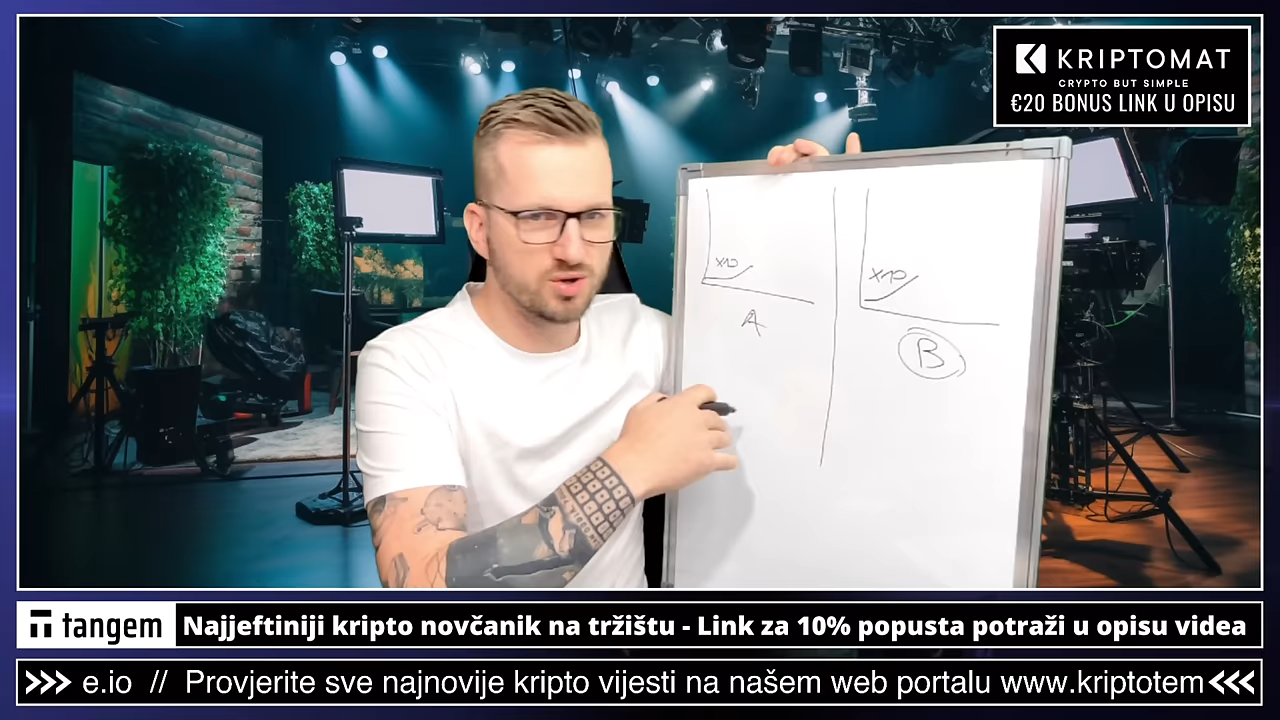 KRIPTOMAT
CRYPTO BUT SIMPLE
€20 BONUS LINK U OPISU
x10
A
x10
B
tangem Najjeftiniji kripto novčanik na tržištu - Link za 10% popusta potraži u opisu videa
e.io // Provjerite sve najnovije kripto vijesti na našem web portalu www.kriptotem